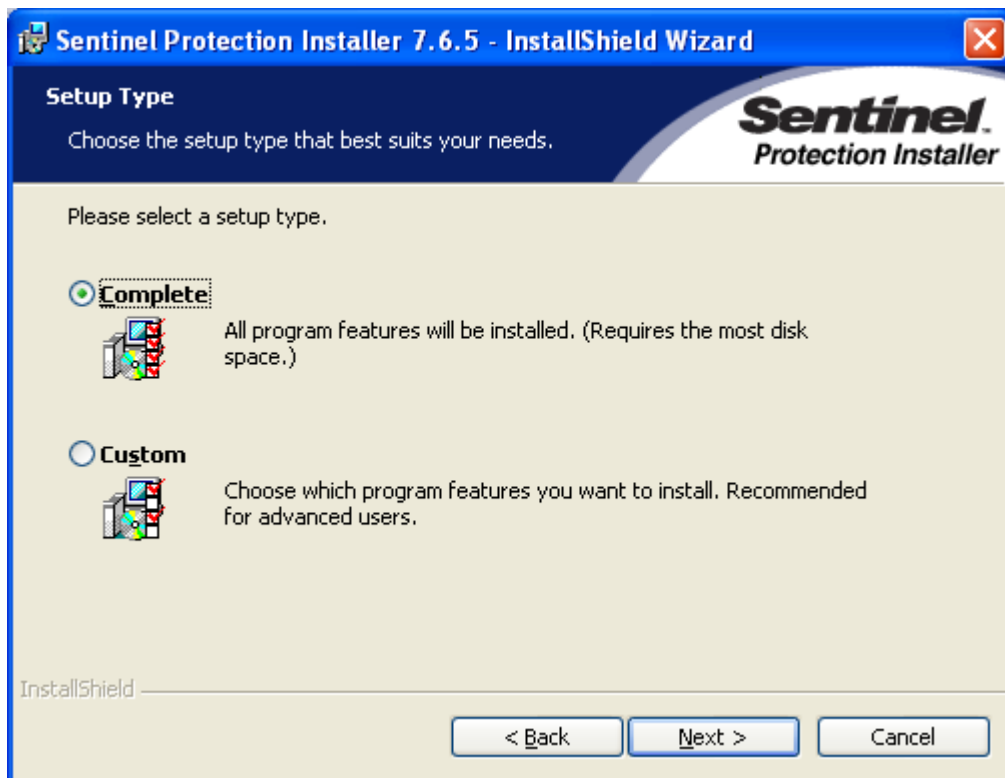 Sentinel Protection Installer 7.6.5 - InstallShield Wizard
Setup Type
Choose the setup type that best suits your needs.
Sentinel.
Protection Installer
Please select a setup type.
Complete
All program features will be installed. (Requires the most disk
space.)
Custom
Choose which program features you want to install. Recommended
for advanced users.
InstallShield
< Back
Next >
Cancel